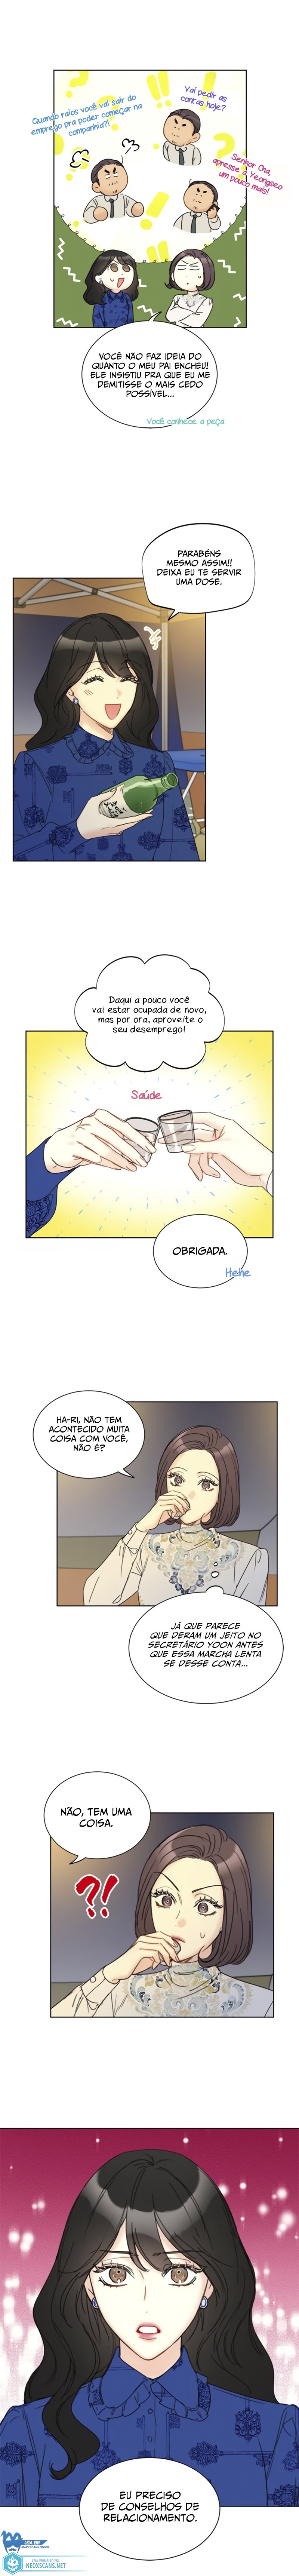 Quando raios você vai sair do
emprego pra poder começar na
companhia?!
Vai pedir as
contas hoje?
Senhor Cha,
apresse a Yeongseo
um pouco mais!
VOCÊ NÃO FAZ IDEIA DO
QUANTO O MEU PAI ENCHEU!
ELE INSISTIU PRA QUE EU ME
DEMITISSE O MAIS CEDO
POSSÍVEL...
Você conhece a peça.
PARABÉNS
MESMO ASSIM!!
DEIXA EU TE SERVIR
UMA DOSE.
Daqui a pouco você
vai estar ocupada de novo,
mas por ora, aproveite o
seu desemprego!
Saúde
OBRIGADA.
Hehe
HA-RI, NÃO TEM
ACONTECIDO MUITA
COISA COM VOCÊ,
NÃO É?
JÁ QUE PARECE
QUE DERAM UM JEITO NO
SECRETÁRIO YOON ANTES
QUE ESSA MARCHA LENTA
SE DESSE CONTA...
NÃO, TEM UMA
COISA.
?!
EU PRECISO
DE CONSELHOS DE
RELACIONAMENTO.
LEIA EM
NEOXSCANS.NET